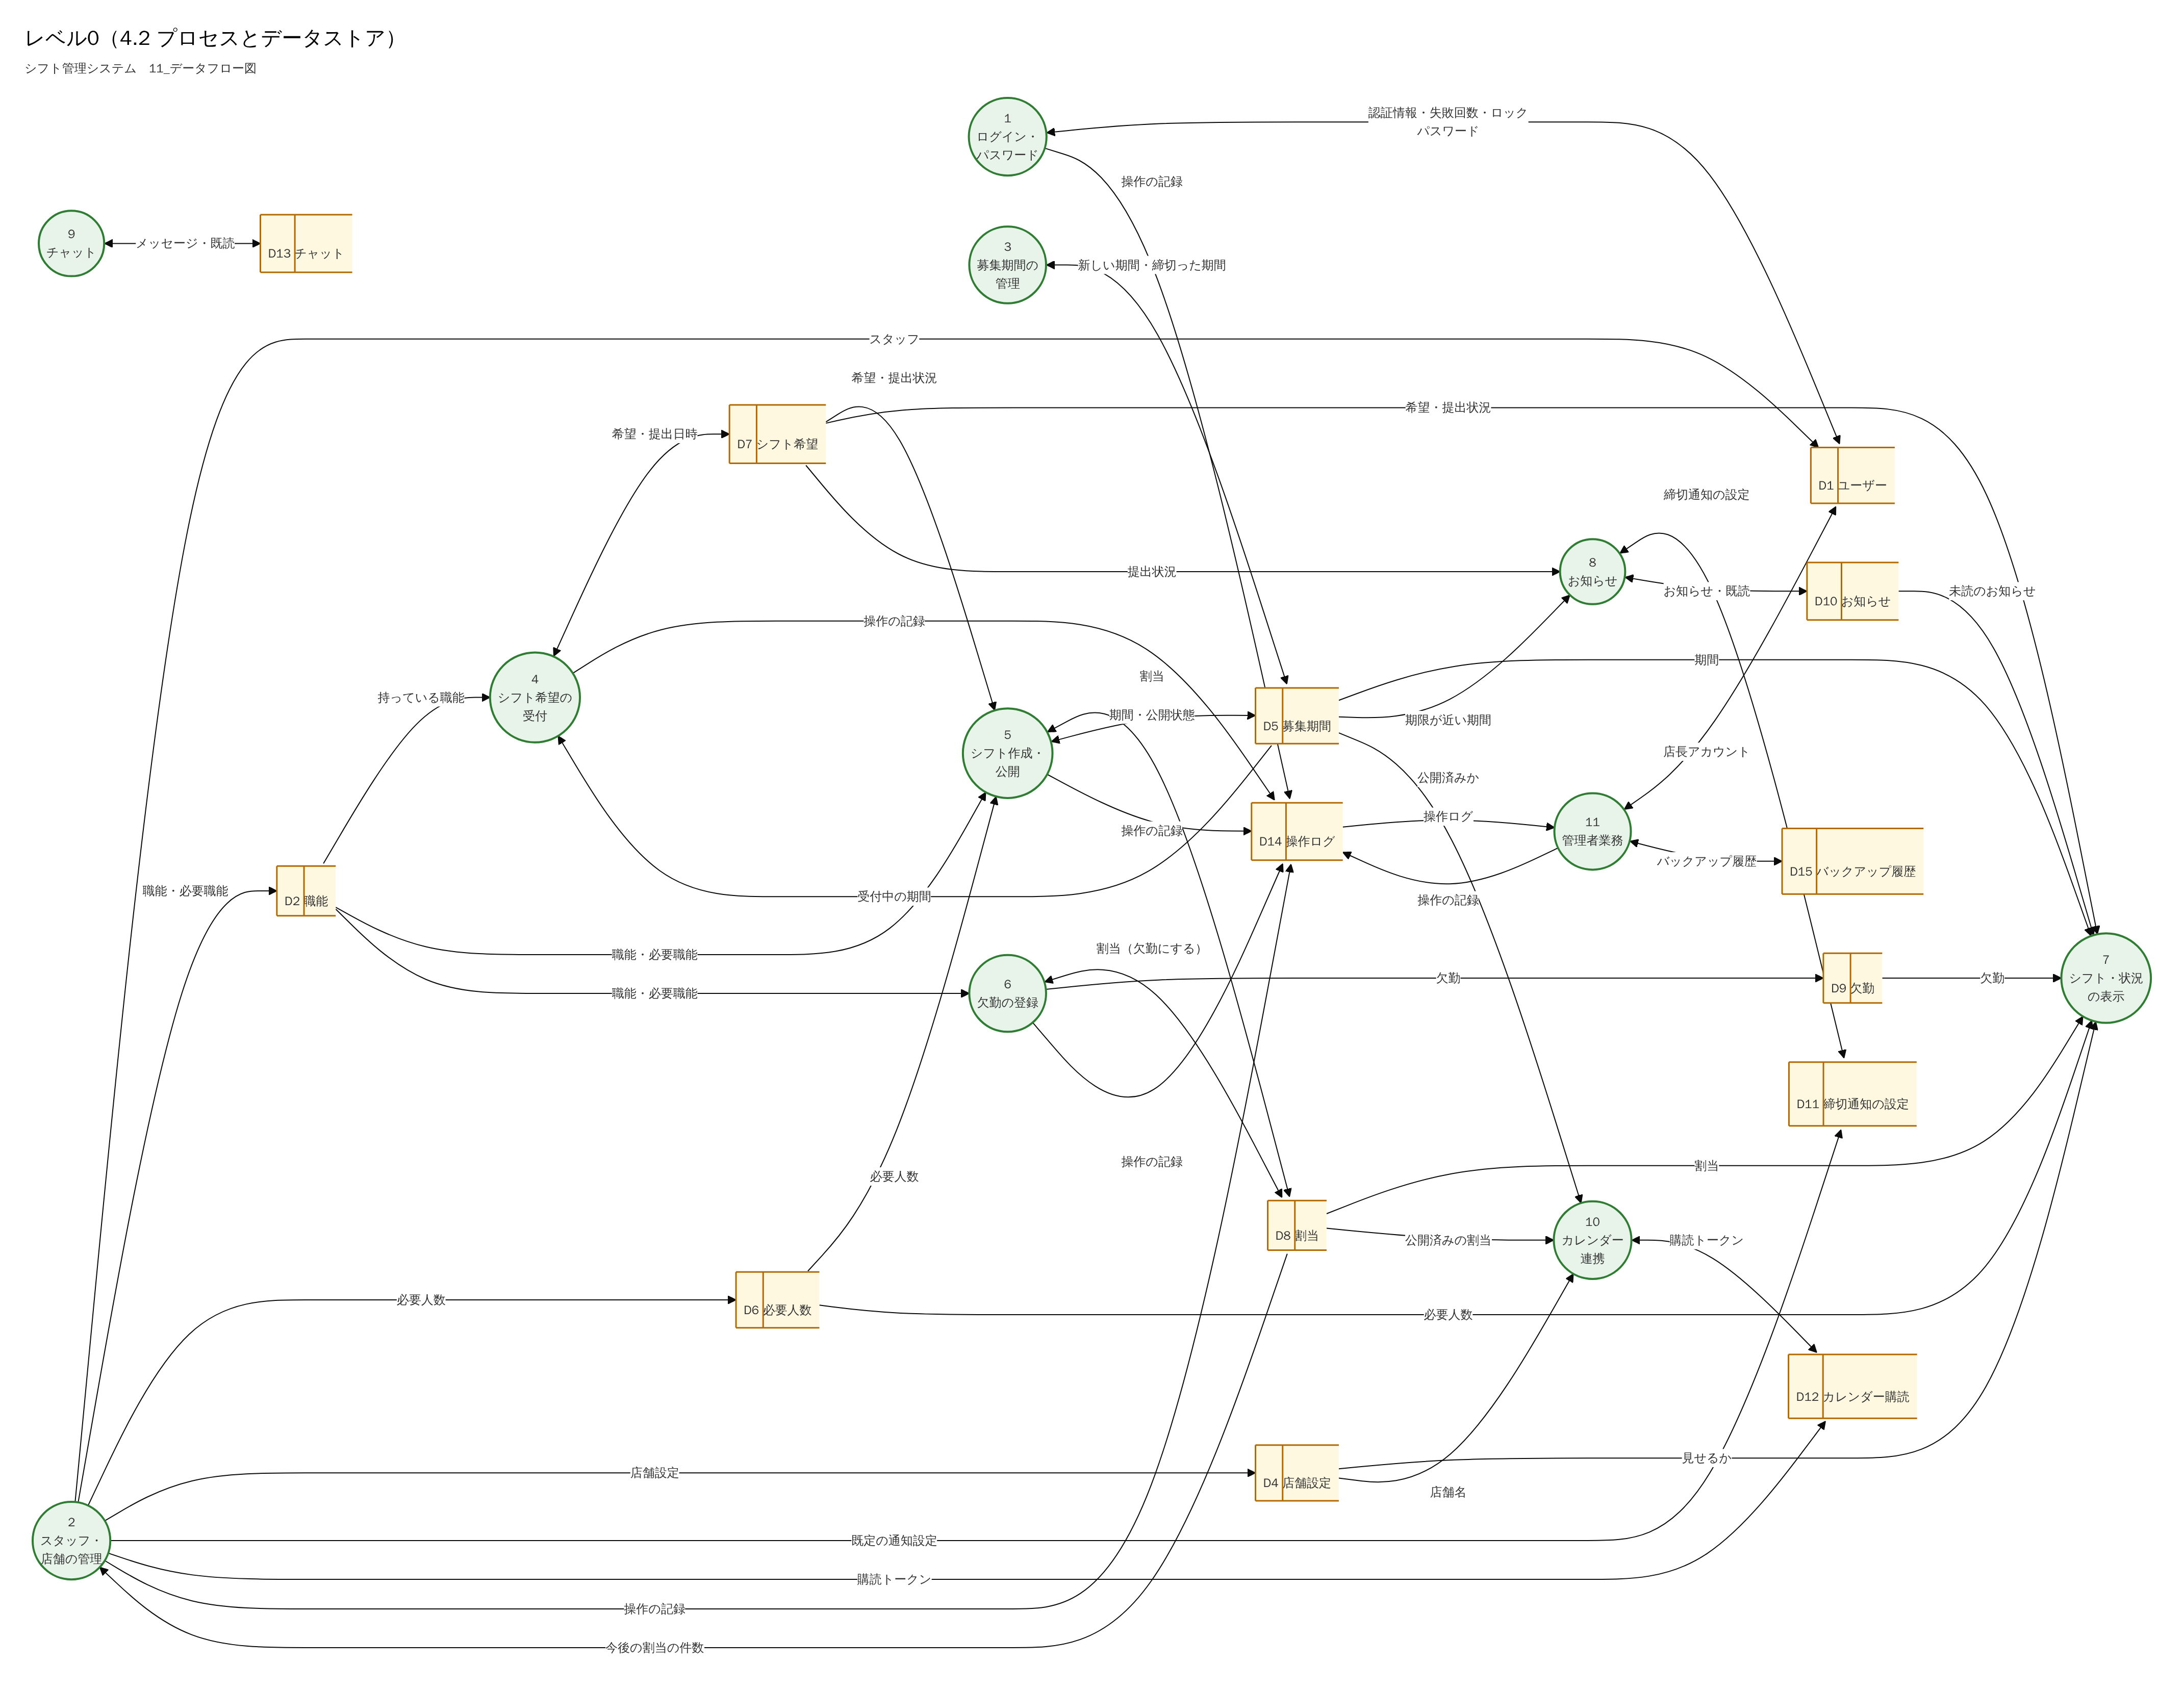 レベル0（4.2 プロセスとデータストア）
シフト管理システム　11_データフロー図
1
ログイン・
パスワード
認証情報・失敗回数・ロック
パスワード
操作の記録
9
チャット
メッセージ・既読
D13 チャット
3
募集期間の
管理
新しい期間・締切った期間
スタッフ
希望・提出状況
希望・提出日時
D7 シフト希望
希望・提出状況
D1 ユーザー
締切通知の設定
提出状況
8
お知らせ
お知らせ・既読
D10 お知らせ
未読のお知らせ
操作の記録
期間
割当
4
シフト希望の
受付
持っている職能
期間・公開状態
D5 募集期間
期限が近い期間
5
シフト作成・
公開
店長アカウント
公開済みか
操作の記録
D14 操作ログ
操作ログ
11
管理者業務
バックアップ履歴
D15 バックアップ履歴
職能・必要職能
D2 職能
受付中の期間
操作の記録
職能・必要職能
割当（欠勤にする）
職能・必要職能
6
欠勤の登録
欠勤
D9 欠勤
欠勤
7
シフト・状況
の表示
D11 締切通知の設定
操作の記録
必要人数
割当
D8 割当
公開済みの割当
10
カレンダー
連携
購読トークン
必要人数
D6 必要人数
必要人数
D12 カレンダー購読
店舗設定
D4 店舗設定
見せるか
店舗名
2
スタッフ・
店舗の管理
既定の通知設定
購読トークン
操作の記録
今後の割当の件数